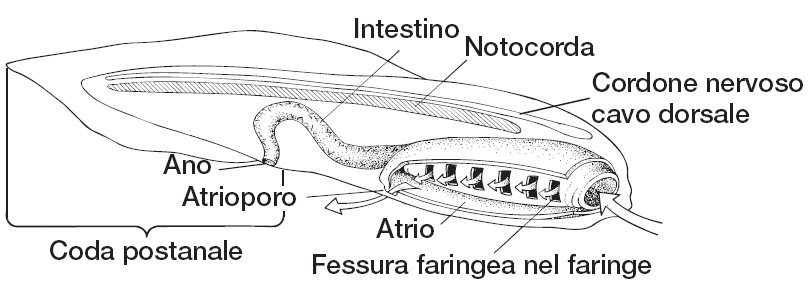 Intestino
Notocorda
Cordone nervoso
cavo dorsale
Ano
Atrioporo
Atrio
Coda postanale
Fessura faringea nel faringe